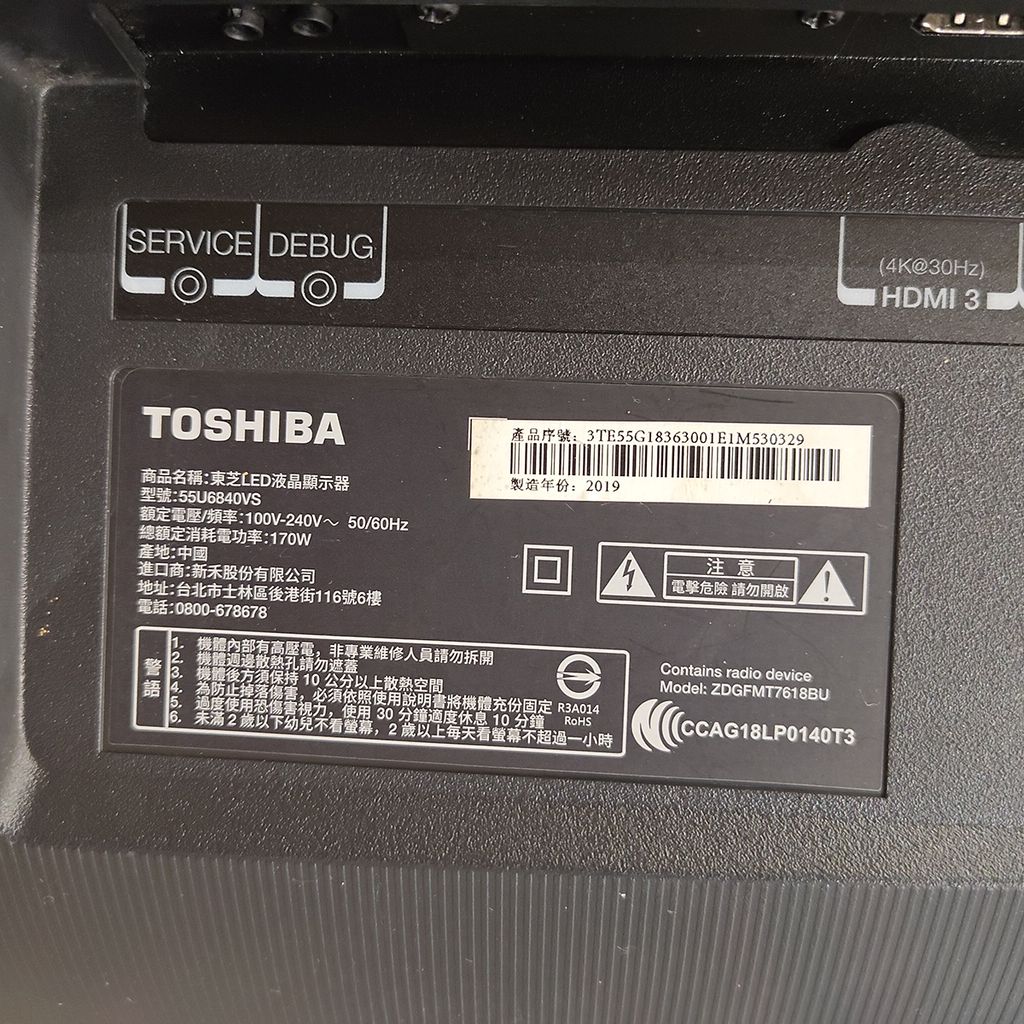 SERVICE DEBUG
(4K@30Hz)
HDMI 3
TOSHIBA
商品名稱:東芝LED液晶顯示器
型號:55U6840VS
額定電壓/頻率:100V-240V～ 50/60Hz
總額定消耗電功率:170W
產地:中國
進口商:新禾股份有限公司
地址:台北市士林區後港街116號6樓
電話:0800-678678
產品序號: 3TE55G18363001E1M530329
製造年份: 2019
注意
電擊危險 請勿開啟
警語
1. 機體內部有高壓電，非專業維修人員請勿拆開
2. 機體週邊散熱孔請勿遮蓋
3. 機體後方須保持 10 公分以上散熱空間
4. 為防止掉落傷害，必須依照使用說明書將機體充份固定
5. 過度使用恐傷害視力，使用 30 分鐘適度休息 10 分鐘
6. 未滿 2 歲以下幼兒不看螢幕，2 歲以上每天看螢幕不超過一小時
R3A014
RoHS
Contains radio device
Model: ZDGFMT7618BU
CCAG18LP0140T3